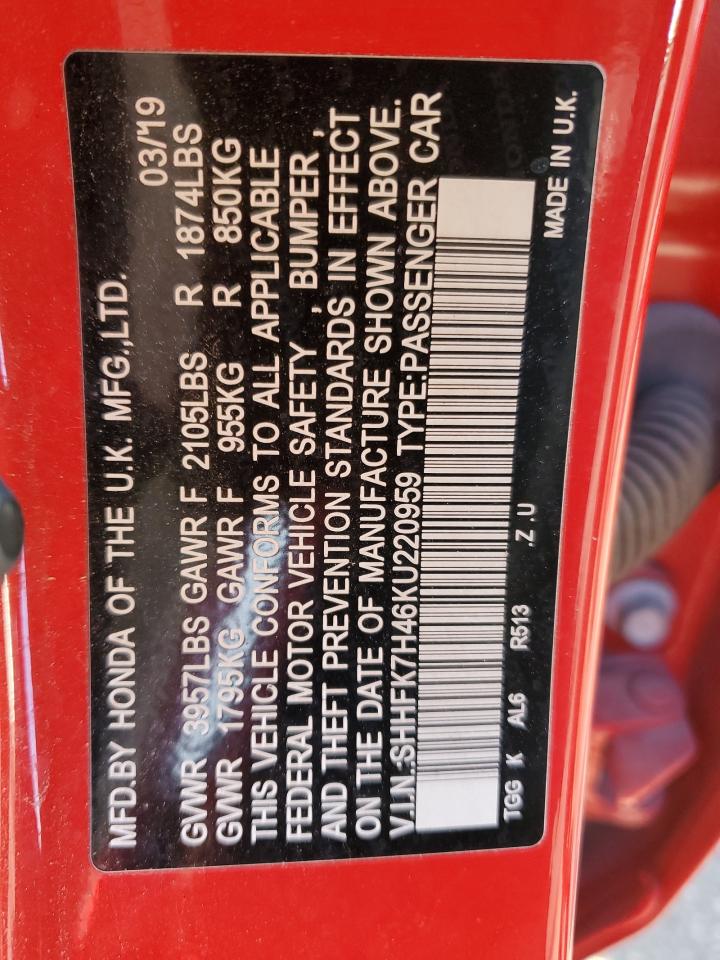 MFD.BY HONDA OF THE U.K. MFG.,LTD. 03/19
GVWR 3957LBS GAWR F 2105LBS R 1874LBS
GVWR 1795KG GAWR F 955KG R 850KG
THIS VEHICLE CONFORMS TO ALL APPLICABLE
FEDERAL MOTOR VEHICLE SAFETY , BUMPER ,
AND THEFT PREVENTION STANDARDS IN EFFECT
ON THE DATE OF MANUFACTURE SHOWN ABOVE.
V.I.N.:SHHFK7H46KU220959 TYPE:PASSENGER CAR
TGG K AL6 R513 .Z .U MADE IN U.K.